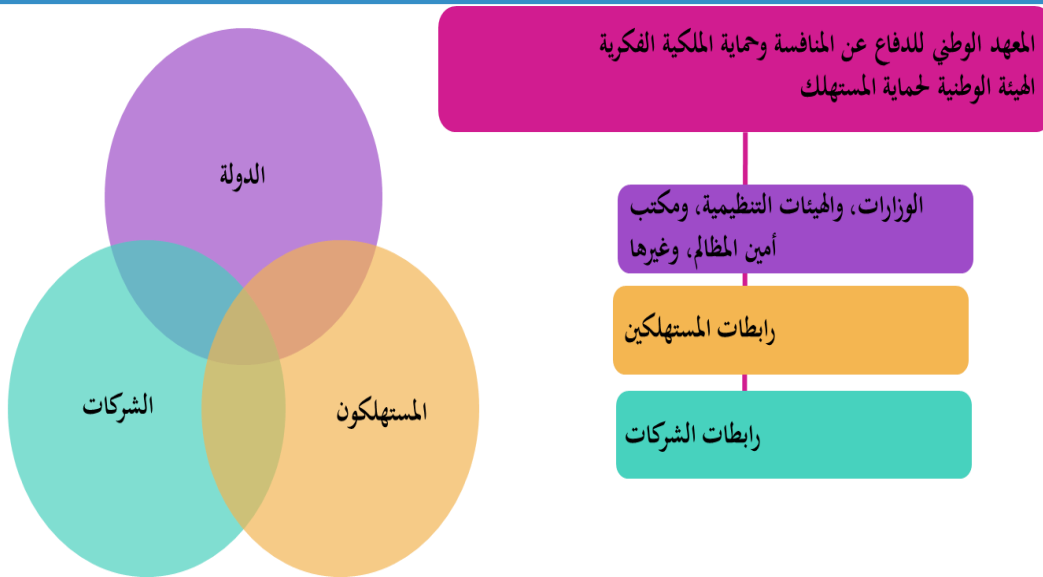 المعهد الوطني للدفاع عن المنافسة وحماية الملكية الفكرية
الهيئة الوطنية لحماية المستهلك
الوزارات، والهيئات التنظيمية، ومكتب
أمين المظالم، وغيرها
رابطات المستهلكين
رابطات الشركات
الدولة
المستهلكون
الشركات